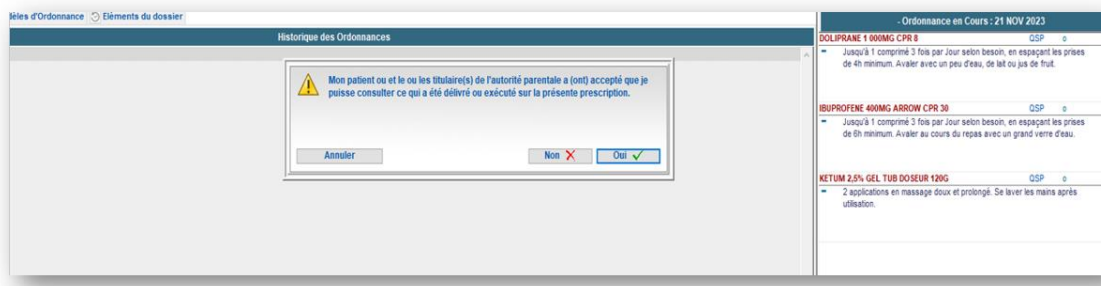 dèles d'Ordonnance Eléments du dossier
Historique des Ordonnances
Mon patient ou et le ou les titulaire(s) de l'autorité parentale a (ont) accepté que je
puisse consulter ce qui a été délivré ou exécuté sur la présente prescription.
Annuler Non Oui
- Ordonnance en Cours : 21 NOV 2023
DOLIPRANE 1 000MG CPR 8 QSP 0
- Jusqu'à 1 comprimé 3 fois par Jour selon besoin, en espaçant les prises
de 4h minimum. Avaler avec un peu d'eau, de lait ou jus de fruit.
IBUPROFENE 400MG ARROW CPR 30 QSP 0
- Jusqu'à 1 comprimé 3 fois par Jour selon besoin, en espaçant les prises
de 6h minimum. Avaler au cours du repas avec un grand verre d'eau.
KETUM 2,5% GEL TUB DOSEUR 120G QSP 0
- 2 applications en massage doux et prolongé. Se laver les mains après
utilisation.